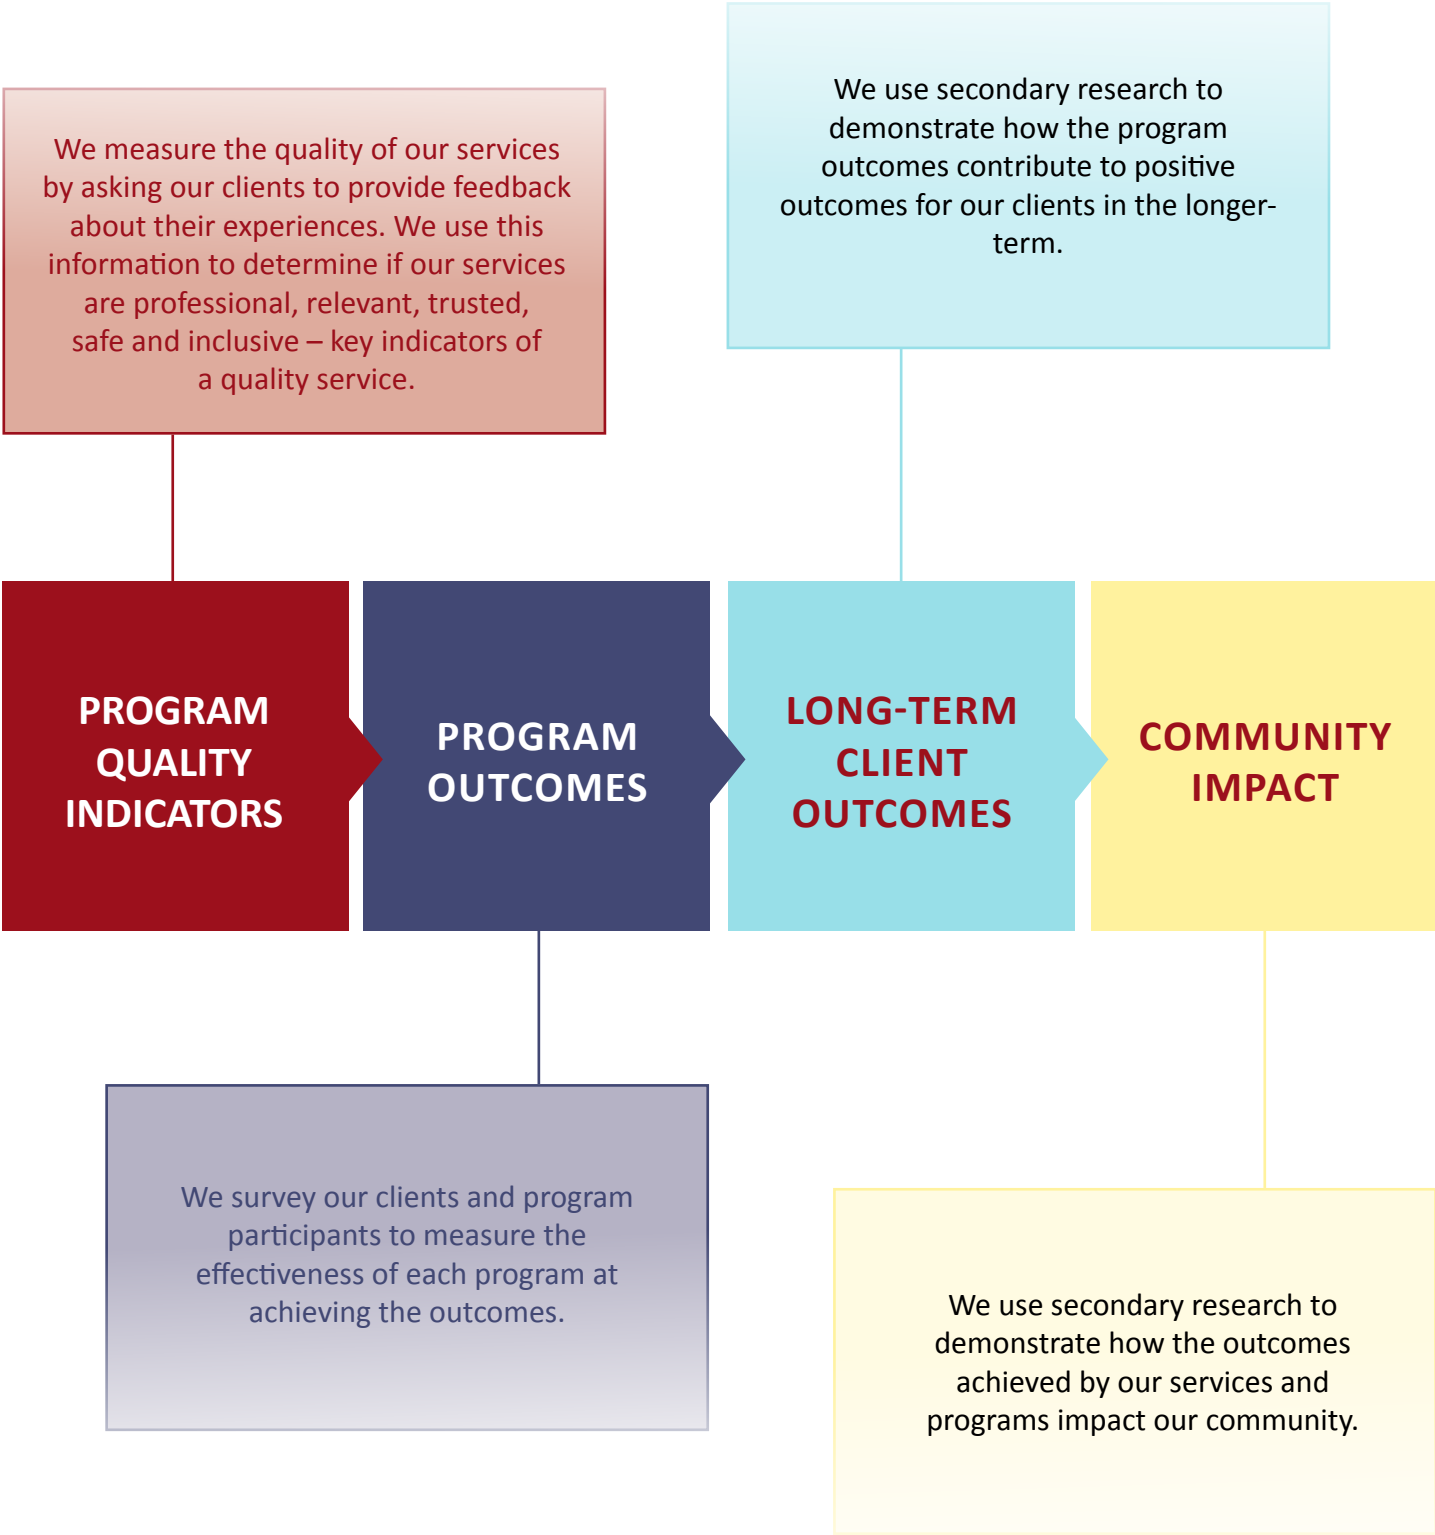 We measure the quality of our services
by asking our clients to provide feedback
about their experiences. We use this
information to determine if our services
are professional, relevant, trusted,
safe and inclusive – key indicators of
a quality service.
We use secondary research to
demonstrate how the program
outcomes contribute to positive
outcomes for our clients in the longer-
term.
PROGRAM
QUALITY
INDICATORS
PROGRAM
OUTCOMES
LONG-TERM
CLIENT
OUTCOMES
COMMUNITY
IMPACT
We survey our clients and program
participants to measure the
effectiveness of each program at
achieving the outcomes.
We use secondary research to
demonstrate how the outcomes
achieved by our services and
programs impact our community.